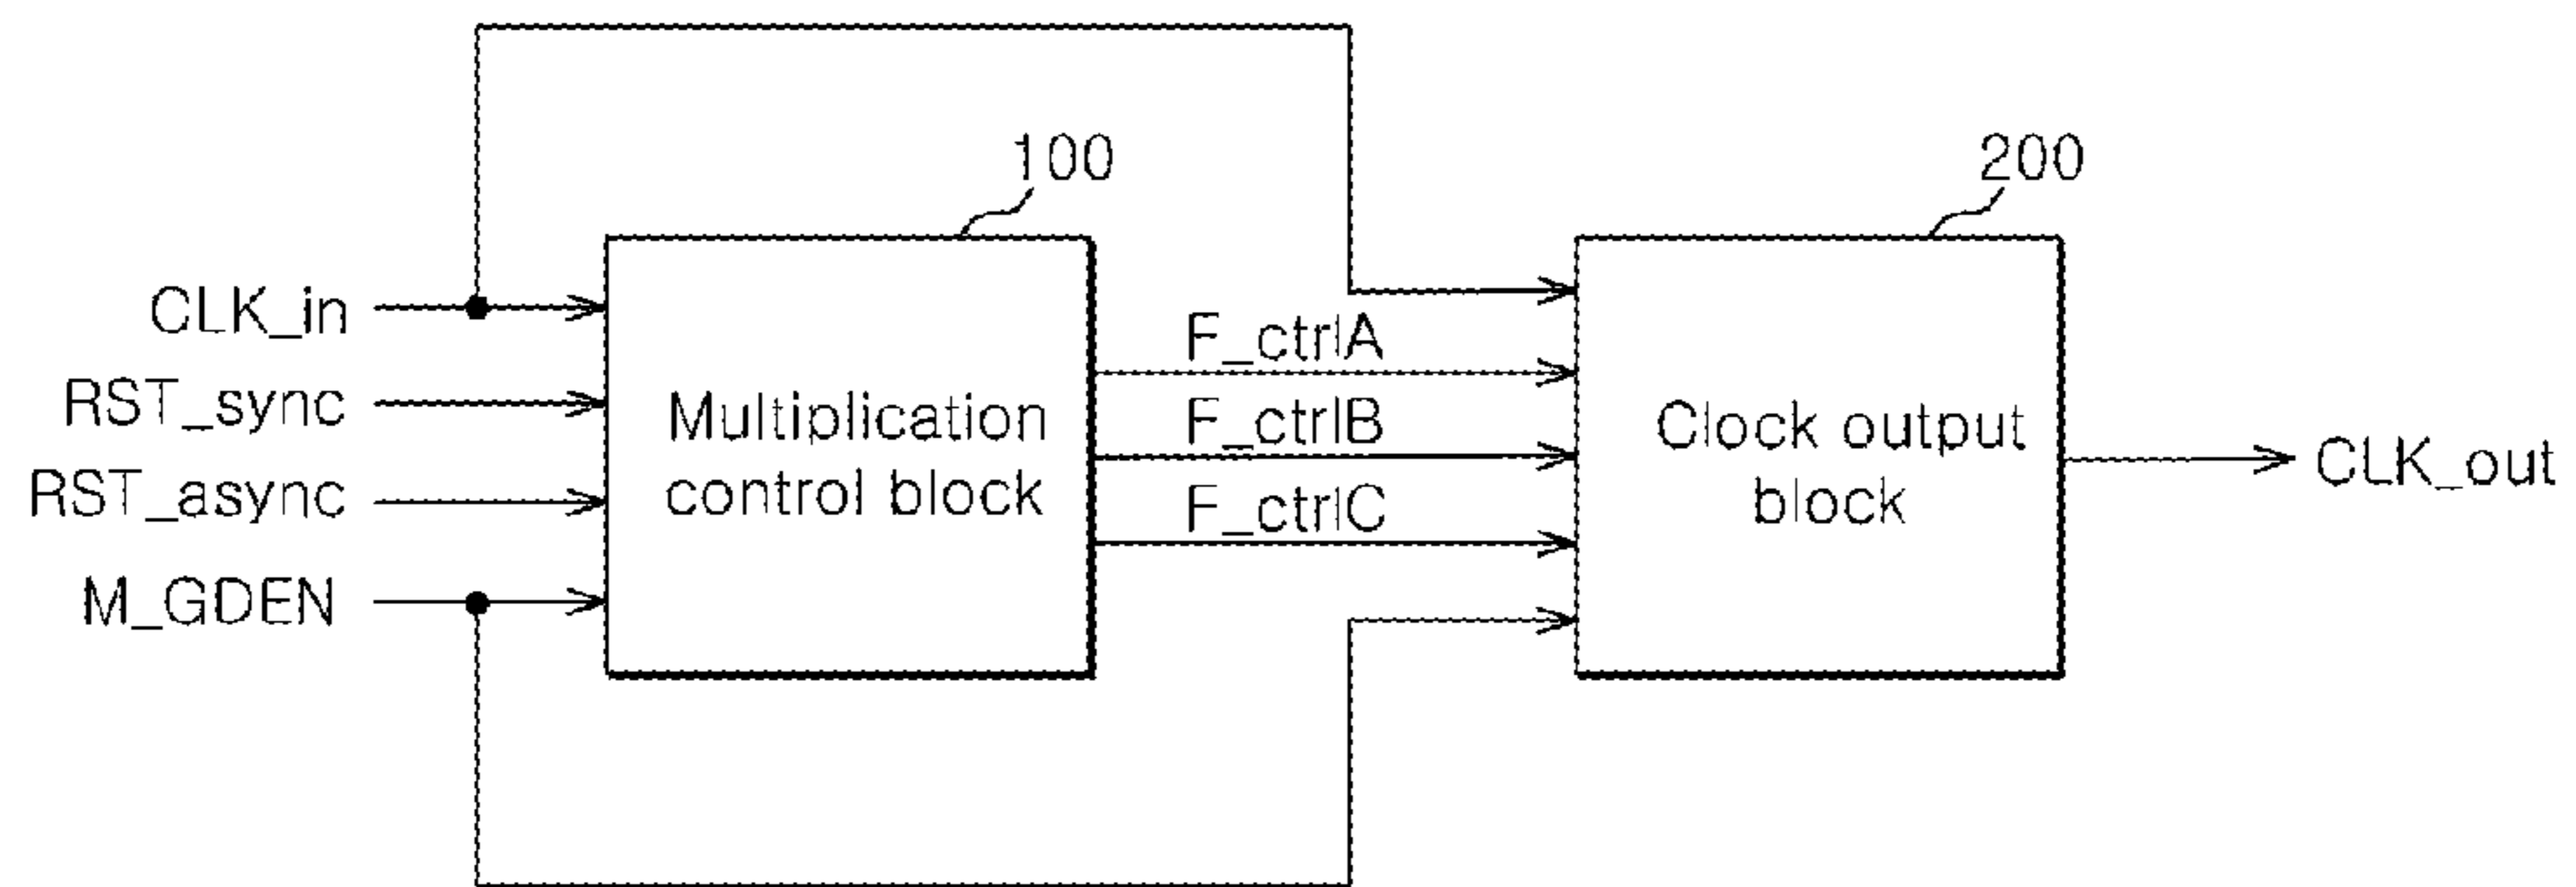 100
200
CLK_in
RST_sync
RST_async
M_GDEN
Multiplication
control block
F_ctrlA
F_ctrlB
F_ctrlC
Clock output
block
CLK_out